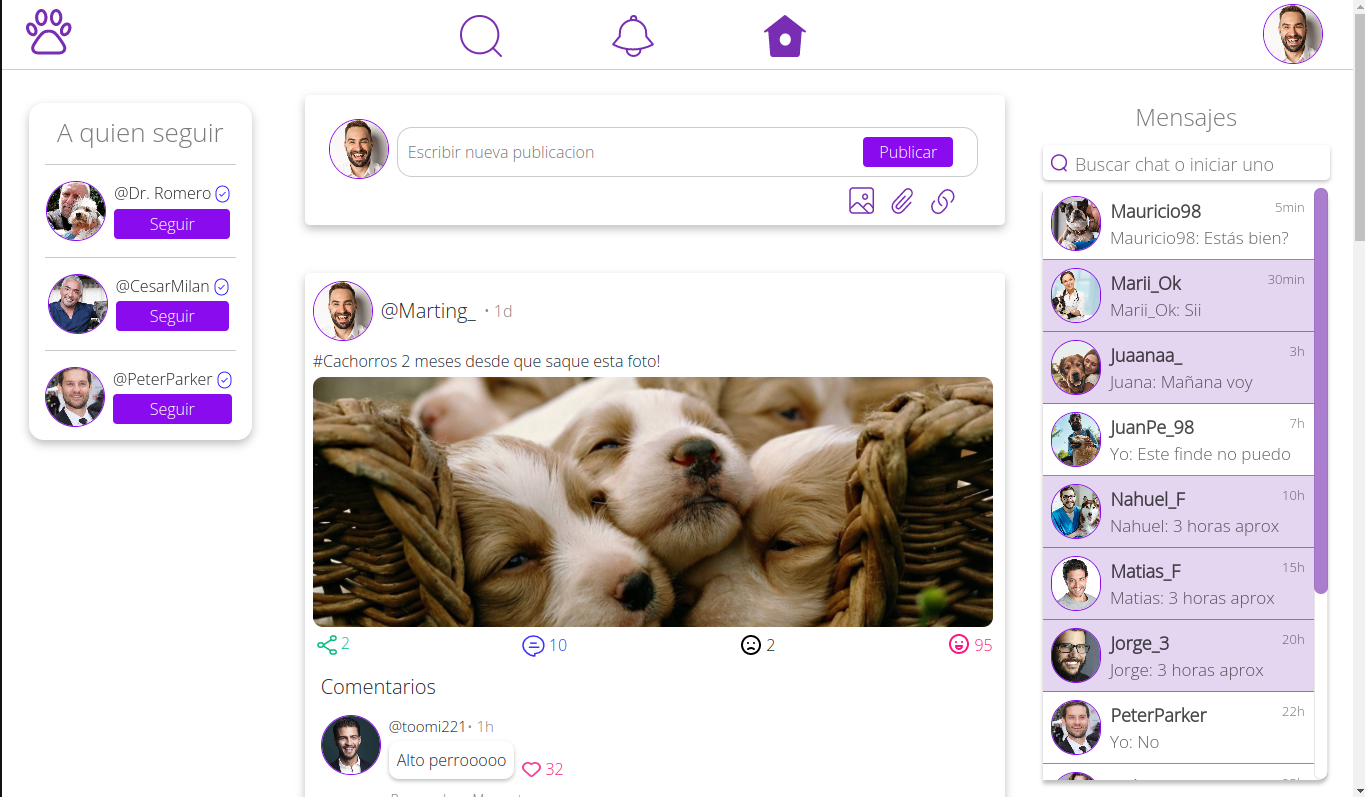 A quien seguir
@Dr. Romero
Seguir
@CesarMilan
Seguir
@PeterParker
Seguir
Escribir nueva publicacion
Publicar
@Marting_ • 1d
#Cachorros 2 meses desde que saque esta foto!
2
10
2
95
Comentarios
@toomi221 • 1h
Alto perrooooo
32
Mensajes
Buscar chat o iniciar uno
Mauricio98 5min
Mauricio98: Estás bien?
Marii_Ok 30min
Marii_Ok: Sii
Juaanaa_ 3h
Juana: Mañana voy
JuanPe_98 7h
Yo: Este finde no puedo
Nahuel_F 10h
Nahuel: 3 horas aprox
Matias_F 15h
Matias: 3 horas aprox
Jorge_3 20h
Jorge: 3 horas aprox
PeterParker 22h
Yo: No